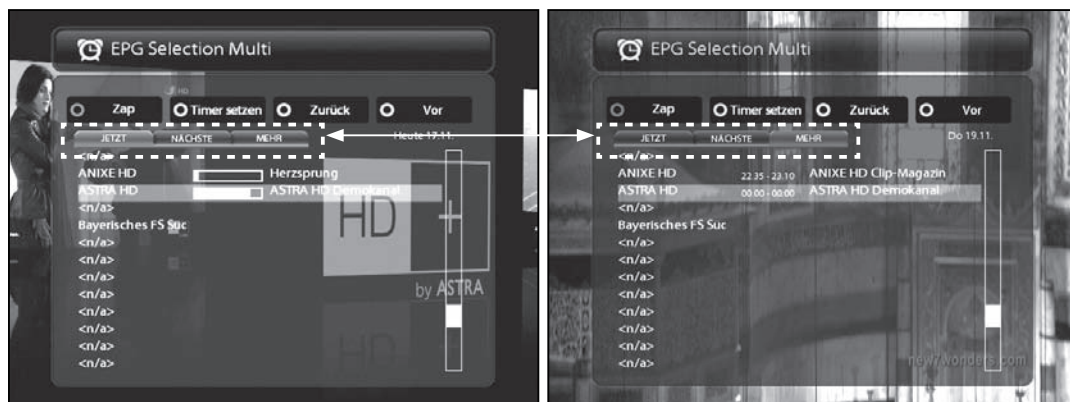 EPG Selection Multi
Zap Timer setzen Zurück Vor
JETZT NÄCHSTE MEHR Heute 17.11.
<n/a>
ANIXE HD Herzsprung
ASTRA HD ASTRA HD Demokanal
<n/a>
Bayerisches FS Süc
<n/a>
<n/a>
<n/a>
<n/a>
<n/a>
<n/a>
<n/a>
<n/a>
HD +
by ASTRA
EPG Selection Multi
Zap Timer setzen Zurück Vor
JETZT NÄCHSTE MEHR Do 19.11.
<n/a>
ANIXE HD 22:35 - 23:10 ANIXE HD Clip-Magazin
ASTRA HD 00:00 - 00:00 ASTRA HD Demokanal
<n/a>
Bayerisches FS Süc
<n/a>
<n/a>
<n/a>
<n/a>
<n/a>
<n/a>
<n/a>
<n/a>
new7wonders.com